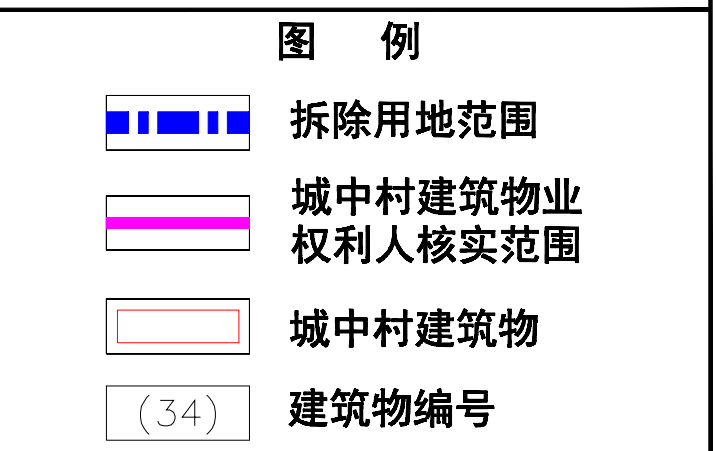 图 例
拆除用地范围
城中村建筑物业
权利人核实范围
城中村建筑物
(34) 建筑物编号